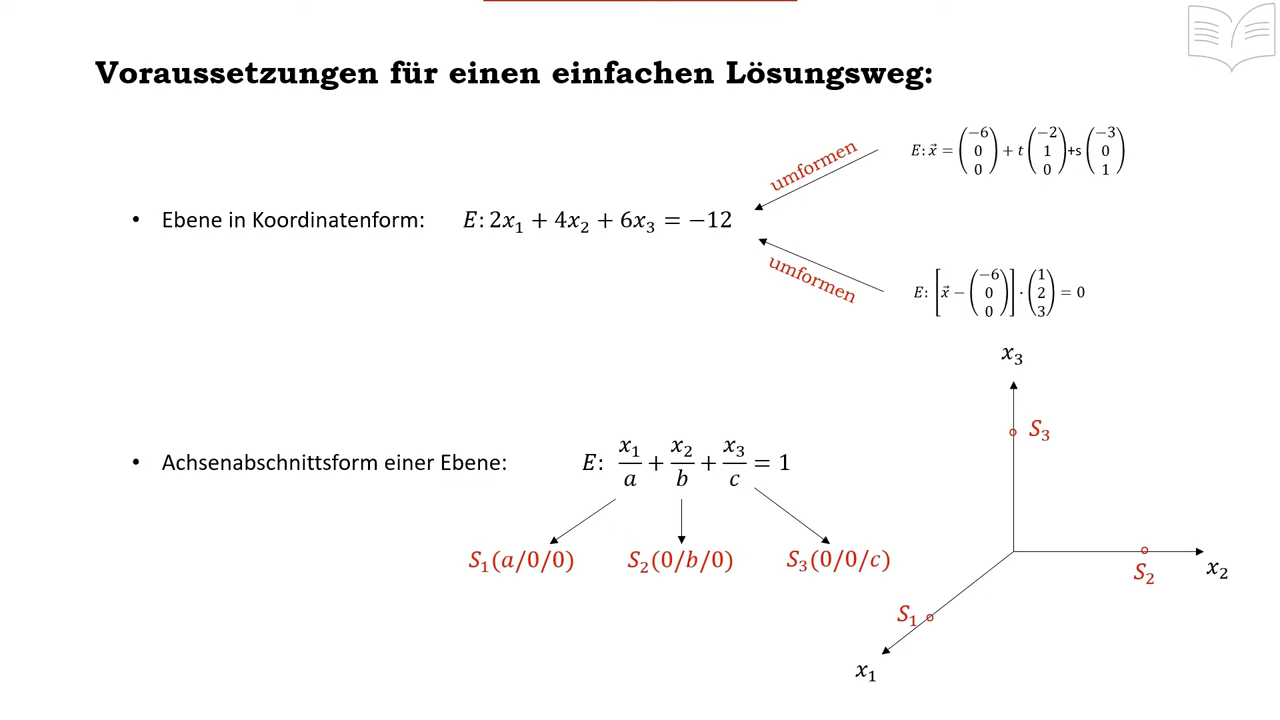 Voraussetzungen für einen einfachen Lösungsweg:
E: x⃗ = (−6 0 0) + t (−2 1 0) +s (−3 0 1)
umformen
• Ebene in Koordinatenform: E: 2x₁ + 4x₂ + 6x₃ = −12
umformen
E: [x⃗ − (−6 0 0)] · (1 2 3) = 0
• Achsenabschnittsform einer Ebene: E: x₁/a + x₂/b + x₃/c = 1
S₁(a/0/0) S₂(0/b/0) S₃(0/0/c)
x₃
S₃
S₂
x₂
S₁
x₁